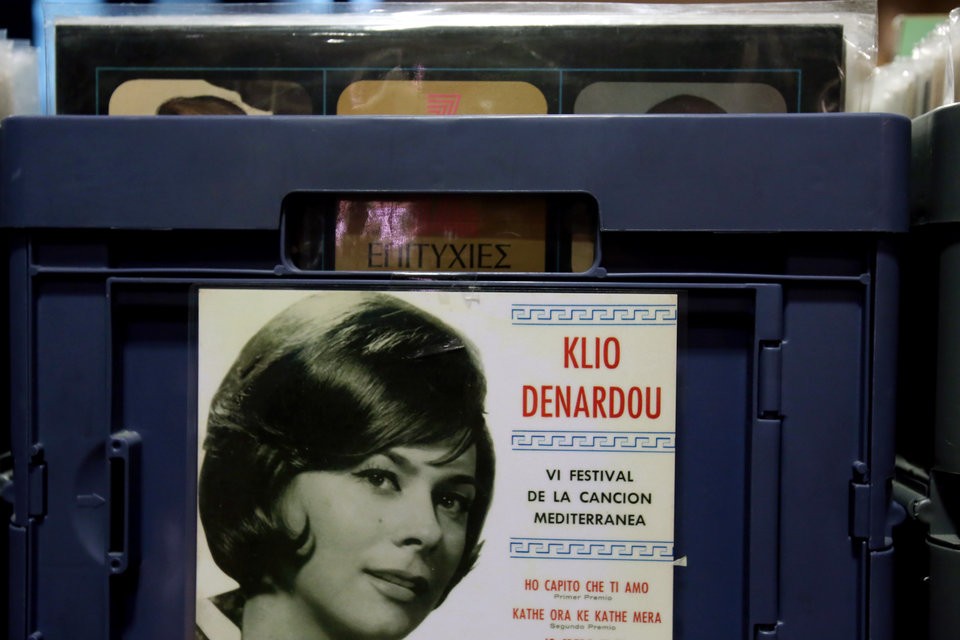 ΕΠΙΤΥΧΙΕΣ
KLIO
DENARDOU
VI FESTIVAL
DE LA CANCION
MEDITERRANEA
HO CAPITO CHE TI AMO
Primer Premio
KATHE ORA KE KATHE MERA
Segundo Premio